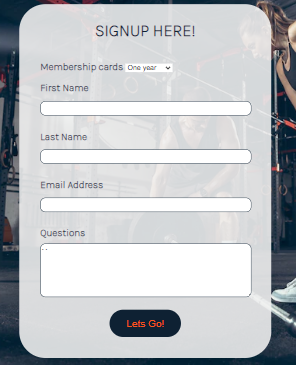 SIGNUP HERE!
Membership cards One year
First Name
Last Name
Email Address
Questions
Lets Go!